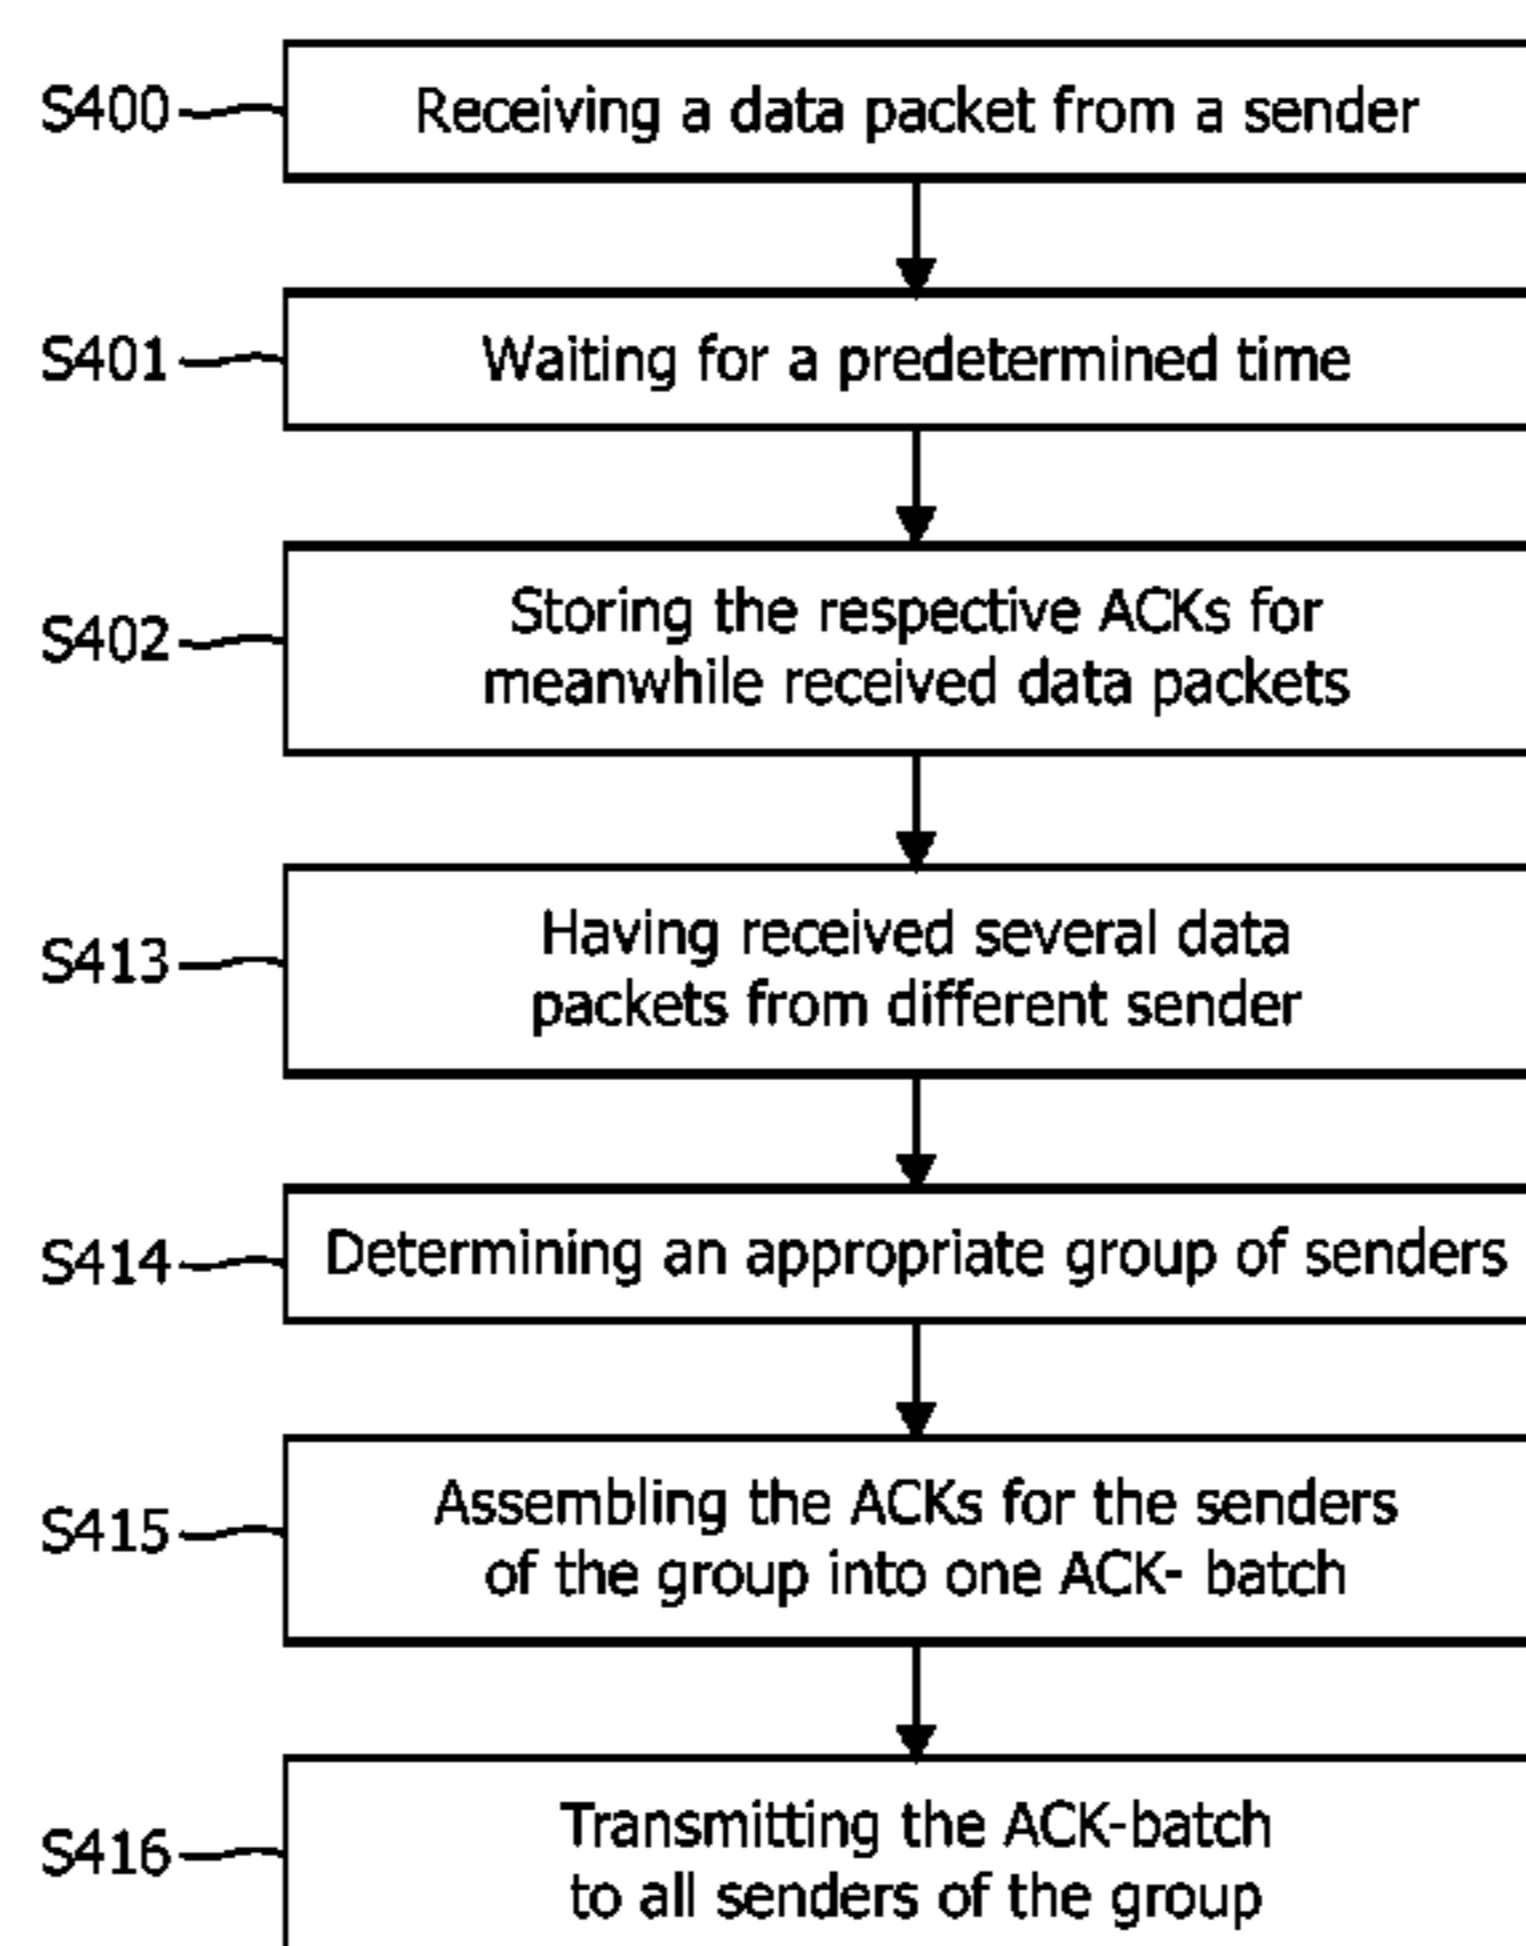 S400 Receiving a data packet from a sender
S401 Waiting for a predetermined time
S402 Storing the respective ACKs for
meanwhile received data packets
S413 Having received several data
packets from different sender
S414 Determining an appropriate group of senders
S415 Assembling the ACKs for the senders
of the group into one ACK- batch
S416 Transmitting the ACK-batch
to all senders of the group